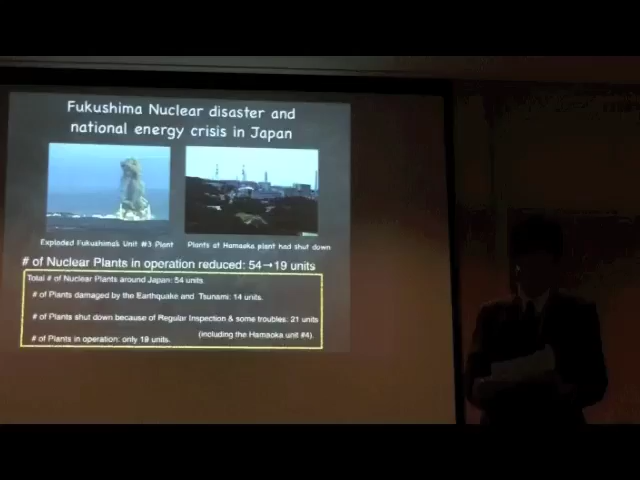 Fukushima Nuclear disaster and
national energy crisis in Japan
Exploded Fukushima's Unit #3 Plant
Plants at Hamaoka plant had shut down
# of Nuclear Plants in operation reduced: 54→19 units
Total # of Nuclear Plants around Japan: 54 units.
# of Plants damaged by the Earthquake and Tsunami: 14 units.
# of Plants shut down because of Regular Inspection & some troubles: 21 units
(including the Hamaoka unit #4).
# of Plants in operation: only 19 units.